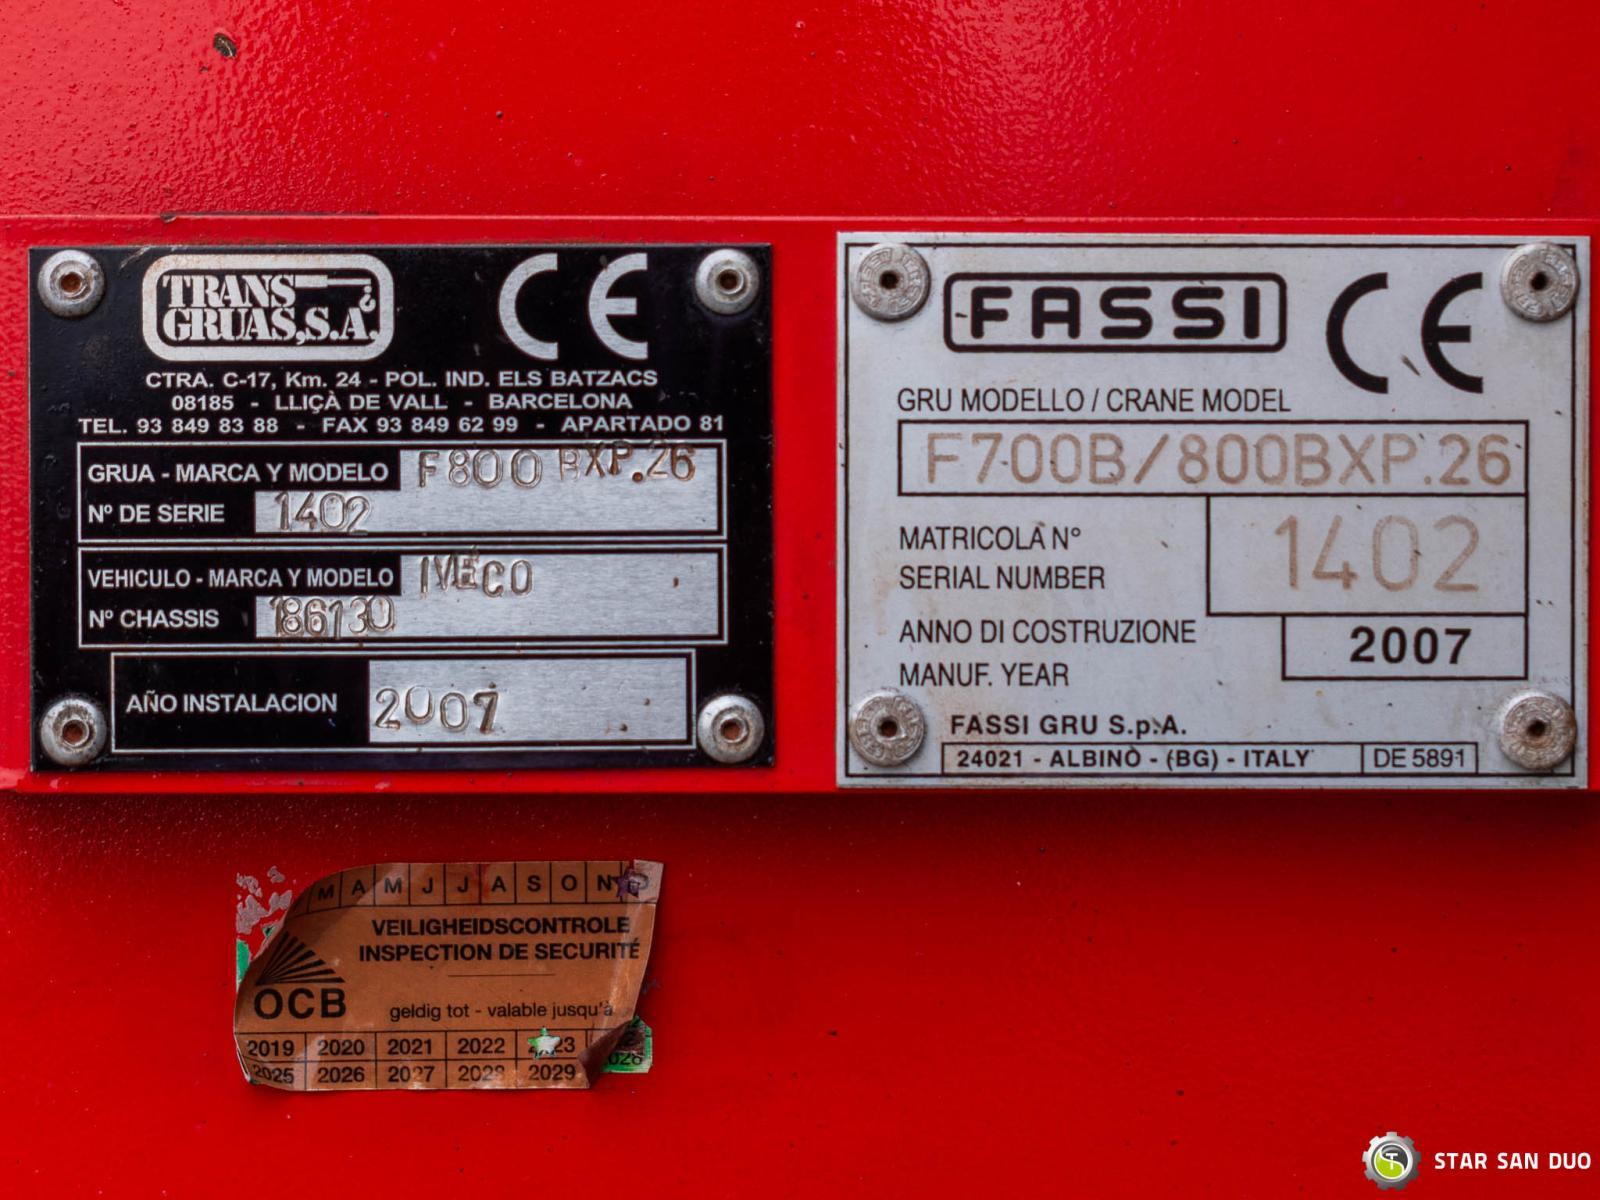 TRANS
GRUAS,S.A.
CE
CTRA. C-17, Km. 24 - POL. IND. ELS BATZACS
08185 - LLIÇÀ DE VALL - BARCELONA
TEL. 93 849 83 88 - FAX 93 849 62 99 - APARTADO 81
GRUA - MARCA Y MODELO F800 BXP.26
Nº DE SERIE 1402
VEHICULO - MARCA Y MODELO IVECO
Nº CHASSIS 186130
AÑO INSTALACION 2007
FASSI CE
GRU MODELLO / CRANE MODEL
F700B/800BXP.26
MATRICOLA N°
SERIAL NUMBER
1402
ANNO DI COSTRUZIONE
MANUF. YEAR
2007
FASSI GRU S.p.A.
24021 - ALBINO - (BG) - ITALY DE 5891
M A M J J A S O N
VEILIGHEIDSCONTROLE
INSPECTION DE SECURITÉ
OCB
geldig tot - valable jusqu'à
2019 2020 2021 2022
2025 2026 2027 2028 2029
STAR SAN DUO